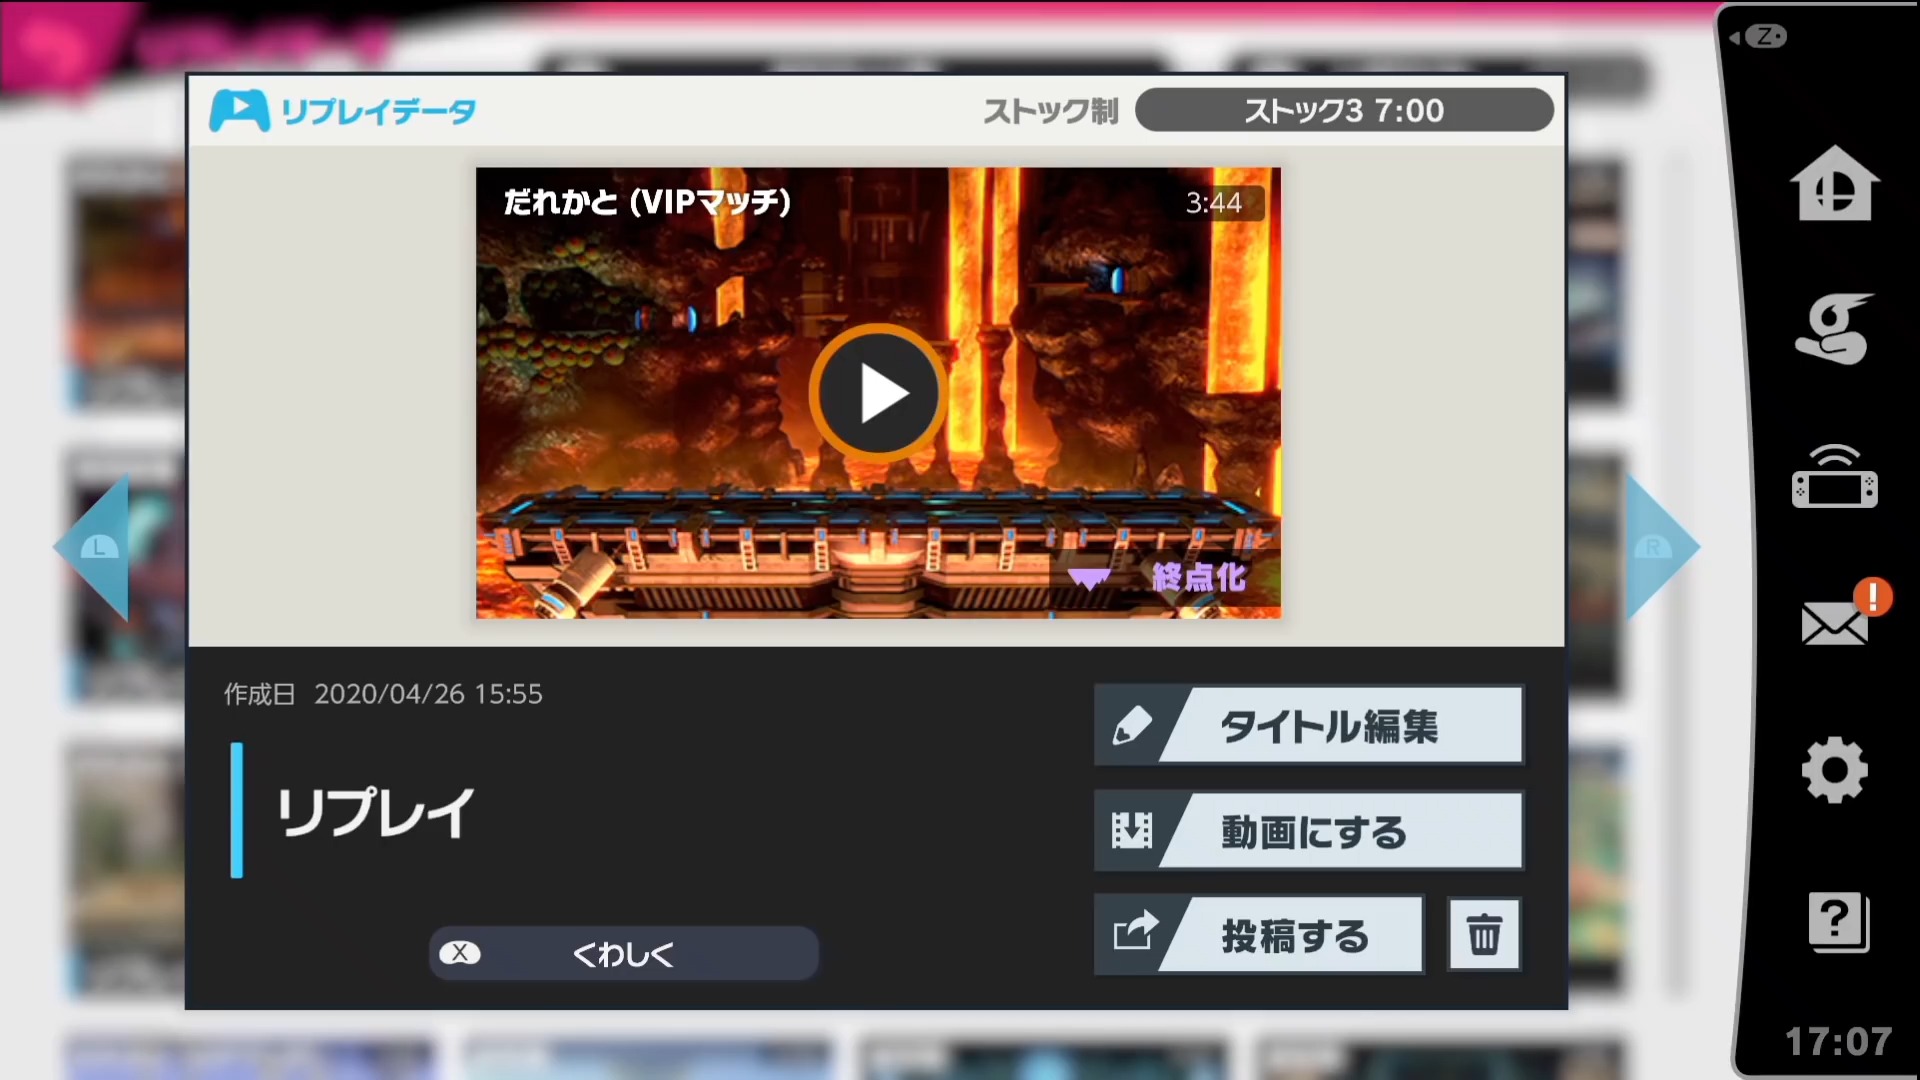 リプレイデータ
ストック制
ストック3 7:00
だれかと (VIPマッチ)
3:44
終点化
作成日 2020/04/26 15:55
リプレイ
タイトル編集
動画にする
投稿する
X くわしく
L
R
Z
!
?
17:07